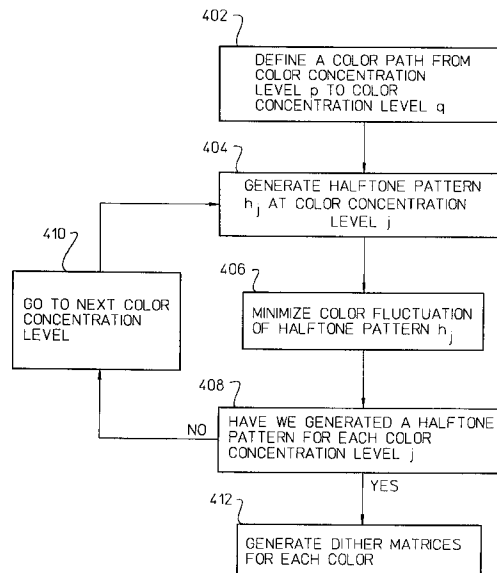 402
DEFINE A COLOR PATH FROM
COLOR CONCENTRATION
LEVEL p TO COLOR
CONCENTRATION LEVEL q
404
GENERATE HALFTONE PATTERN
hj AT COLOR CONCENTRATION
LEVEL j
410
GO TO NEXT COLOR
CONCENTRATION
LEVEL
406
MINIMIZE COLOR FLUCTUATION
OF HALFTONE PATTERN hj
408
HAVE WE GENERATED A HALFTONE
PATTERN FOR EACH COLOR
CONCENTRATION LEVEL j
NO
YES
412
GENERATE DITHER MATRICES
FOR EACH COLOR